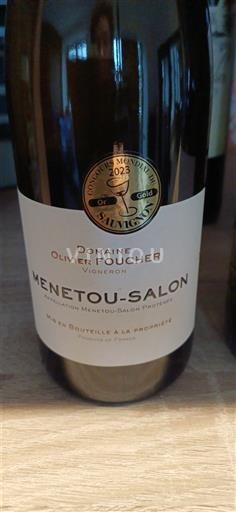 CONCOURS MONDIAL DU
SAUVIGNON
2023
Or
Gold
vintou
DOMAINE
OLIVIER FOUCHER
VIGNERON
MENETOU-SALON
APPELLATION MENETOU-SALON PROTÉGÉE
MIS EN BOUTEILLE À LA PROPRIÉTÉ
PRODUCE OF FRANCE